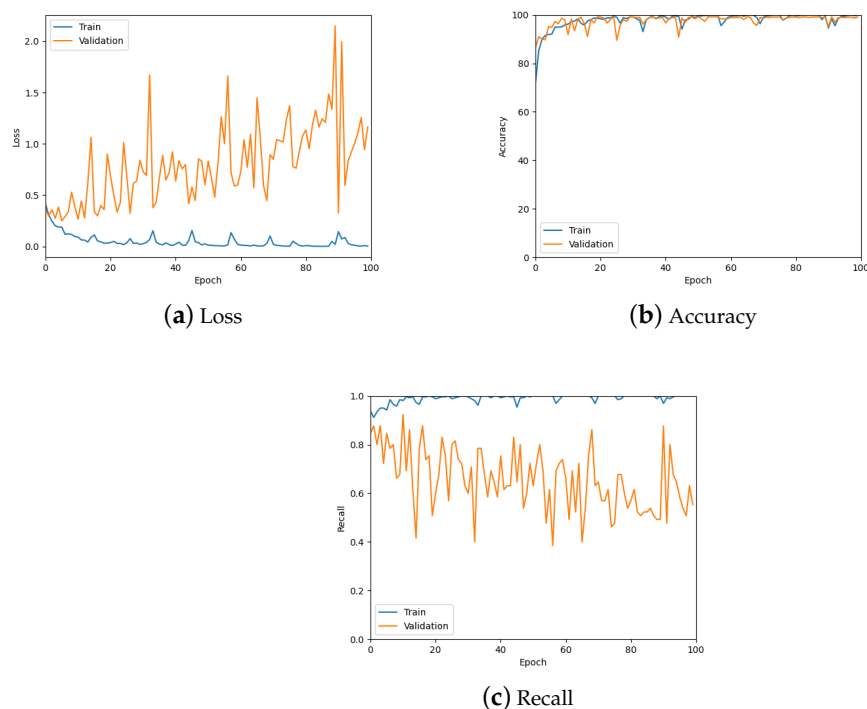 2.0
1.5
1.0
0.5
0.0
Loss
Train
Validation
0 20 40 60 80 100
Epoch
(a) Loss
100
80
60
40
20
0
Accuracy
Train
Validation
0 20 40 60 80 100
Epoch
(b) Accuracy
1.0
0.8
0.6
0.4
0.2
0.0
Recall
Train
Validation
0 20 40 60 80 100
Epoch
(c) Recall